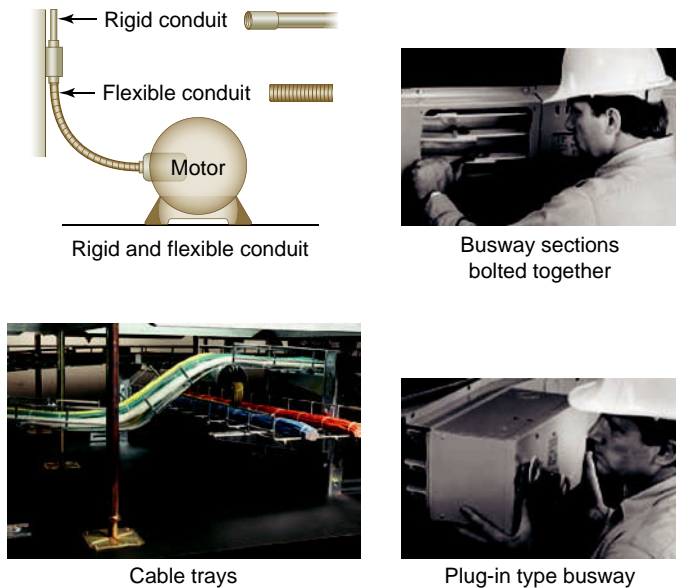 Rigid conduit
Flexible conduit
Motor
Rigid and flexible conduit
Busway sections
bolted together
Cable trays
Plug-in type busway